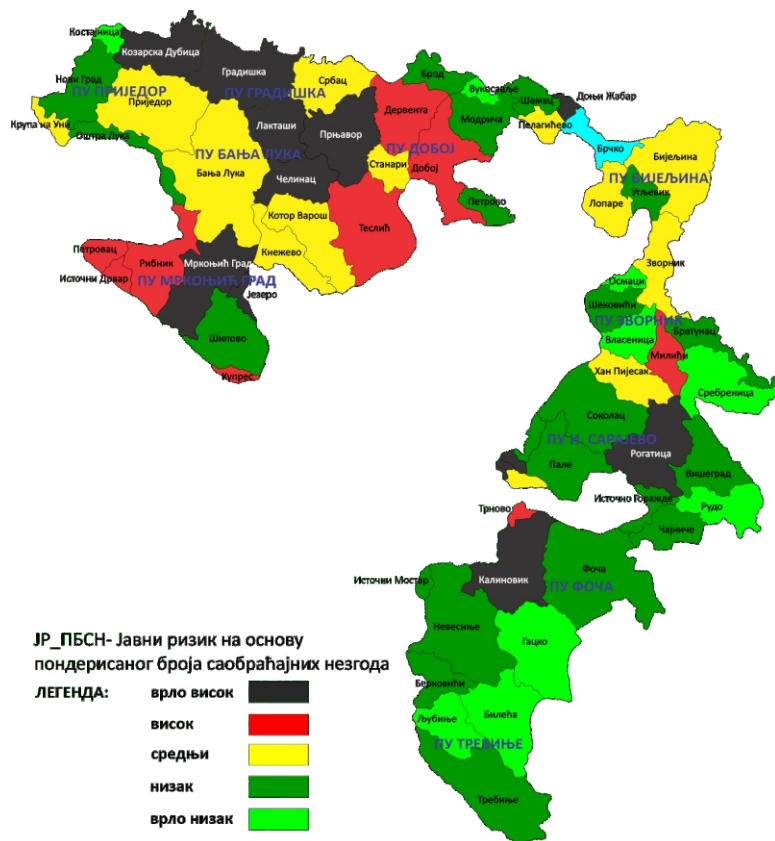 Костајница
Козарска Дубица
Градишка
Србац
Брод
Вукосавље
Шамац
Доњи Жабар
Нови Град
ПУ ПРИЈЕДОР
ПУ ГРАДИШКА
Приједор
Дервента
Модрича
Пелагићево
Крупа на Уни
Оштра Лука
Лакташи
Прњавор
ПУ ДОБОЈ
Брчко
Бијељина
ПУ БАЊА ЛУКА
Бања Лука
Челинац
Станари
Добој
ПУ БИЈЕЉИНА
Угљевик
Лопаре
Петрово
Котор Варош
Теслић
Кнежево
Петровац
Рибник
Мркоњић Град
Источни Дрвар
ПУ МРКОЊИЋ ГРАД
Језеро
Шипово
Купрес
Зворник
Осмаци
Шековићи
ПУ ЗВОРНИК
Братунац
Власеница
Милићи
Хан Пијесак
Сребреница
Соколац
ПУ И. САРАЈЕВО
Пале
Рогатица
Вишеград
Источно Горажде
Рудо
Трново
Чајниче
Фоча
Источни Мостар
Калиновик
ПУ ФОЧА
Невесиње
Гацко
Берковићи
Љубиње
Билећа
ПУ ТРЕБИЊЕ
Требиње
ЈР_ПБСН- Јавни ризик на основу
пондерисаног броја саобраћајних незгода
ЛЕГЕНДА:
врло висок
висок
средњи
низак
врло низак